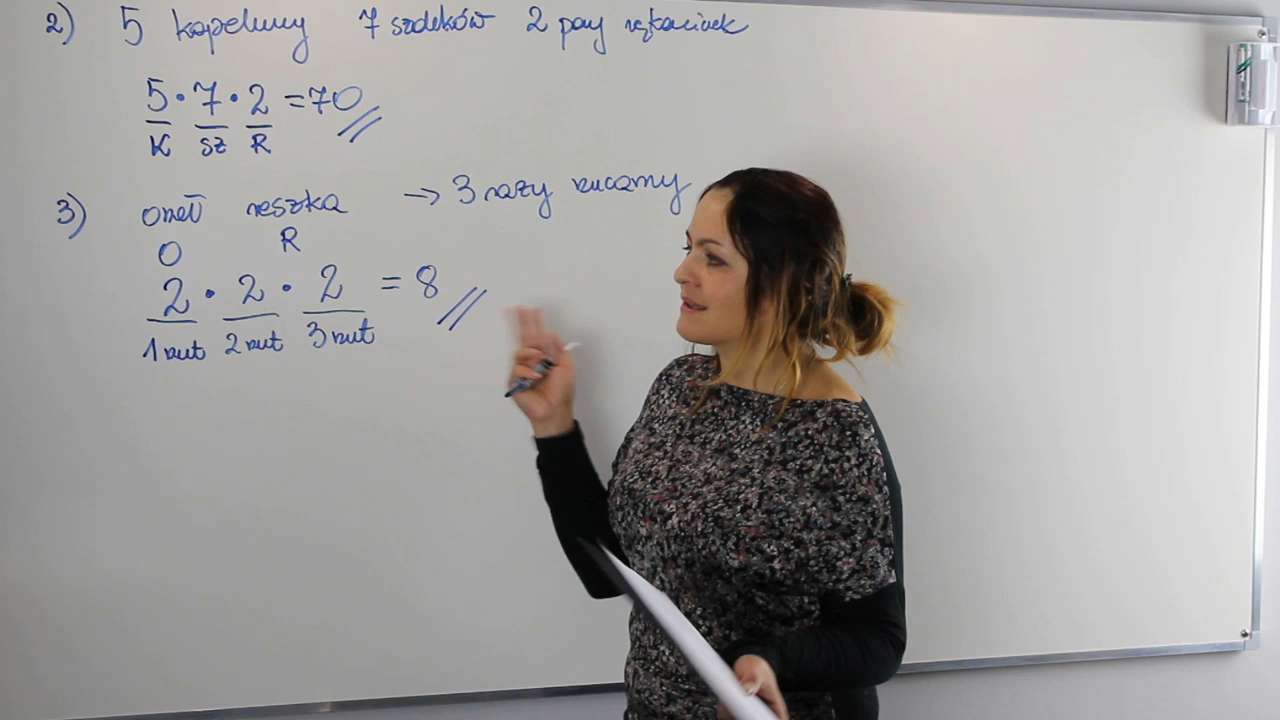 2) 5 kapeluszy 7 szalików 2 pary rękawiczek
5 · 7 · 2 = 70
K sz R
3) orzeł reszka → 3 razy rzucamy
O R
2 · 2 · 2 = 8
1 rzut 2 rzut 3 rzut